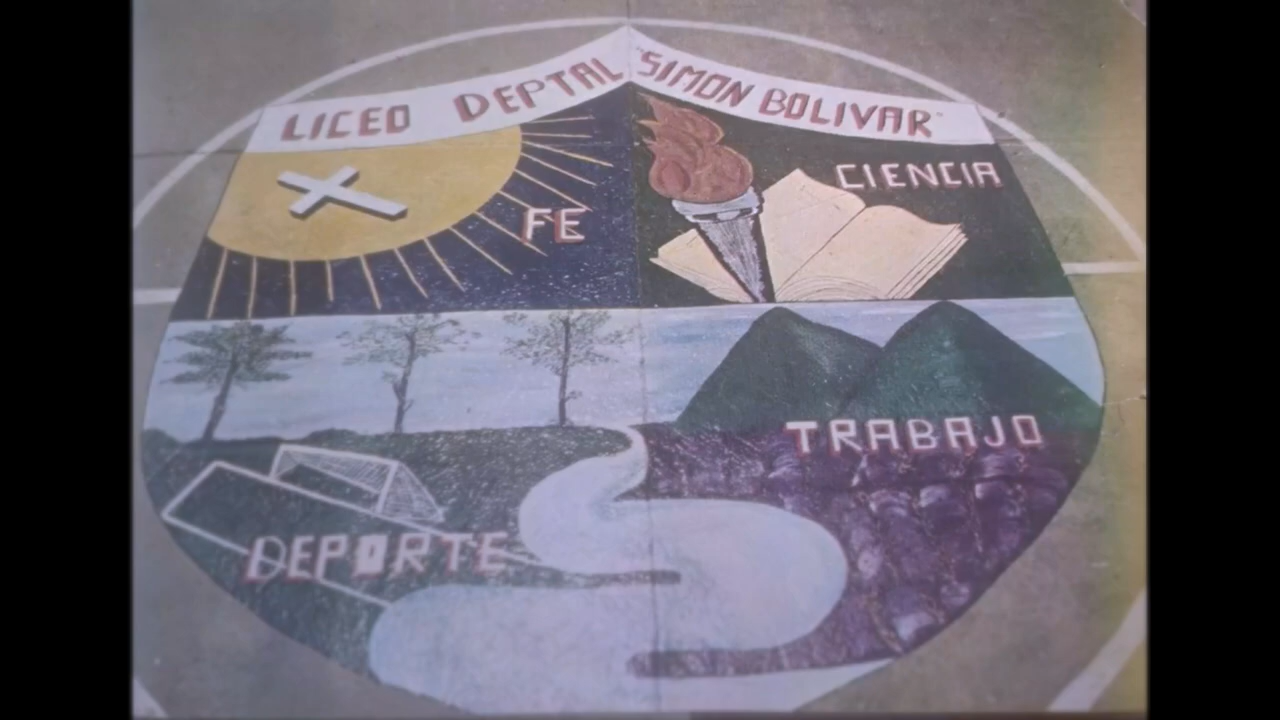 LICEO DEPTAL "SIMON BOLIVAR"
FE
CIENCIA
TRABAJO
DEPORTE